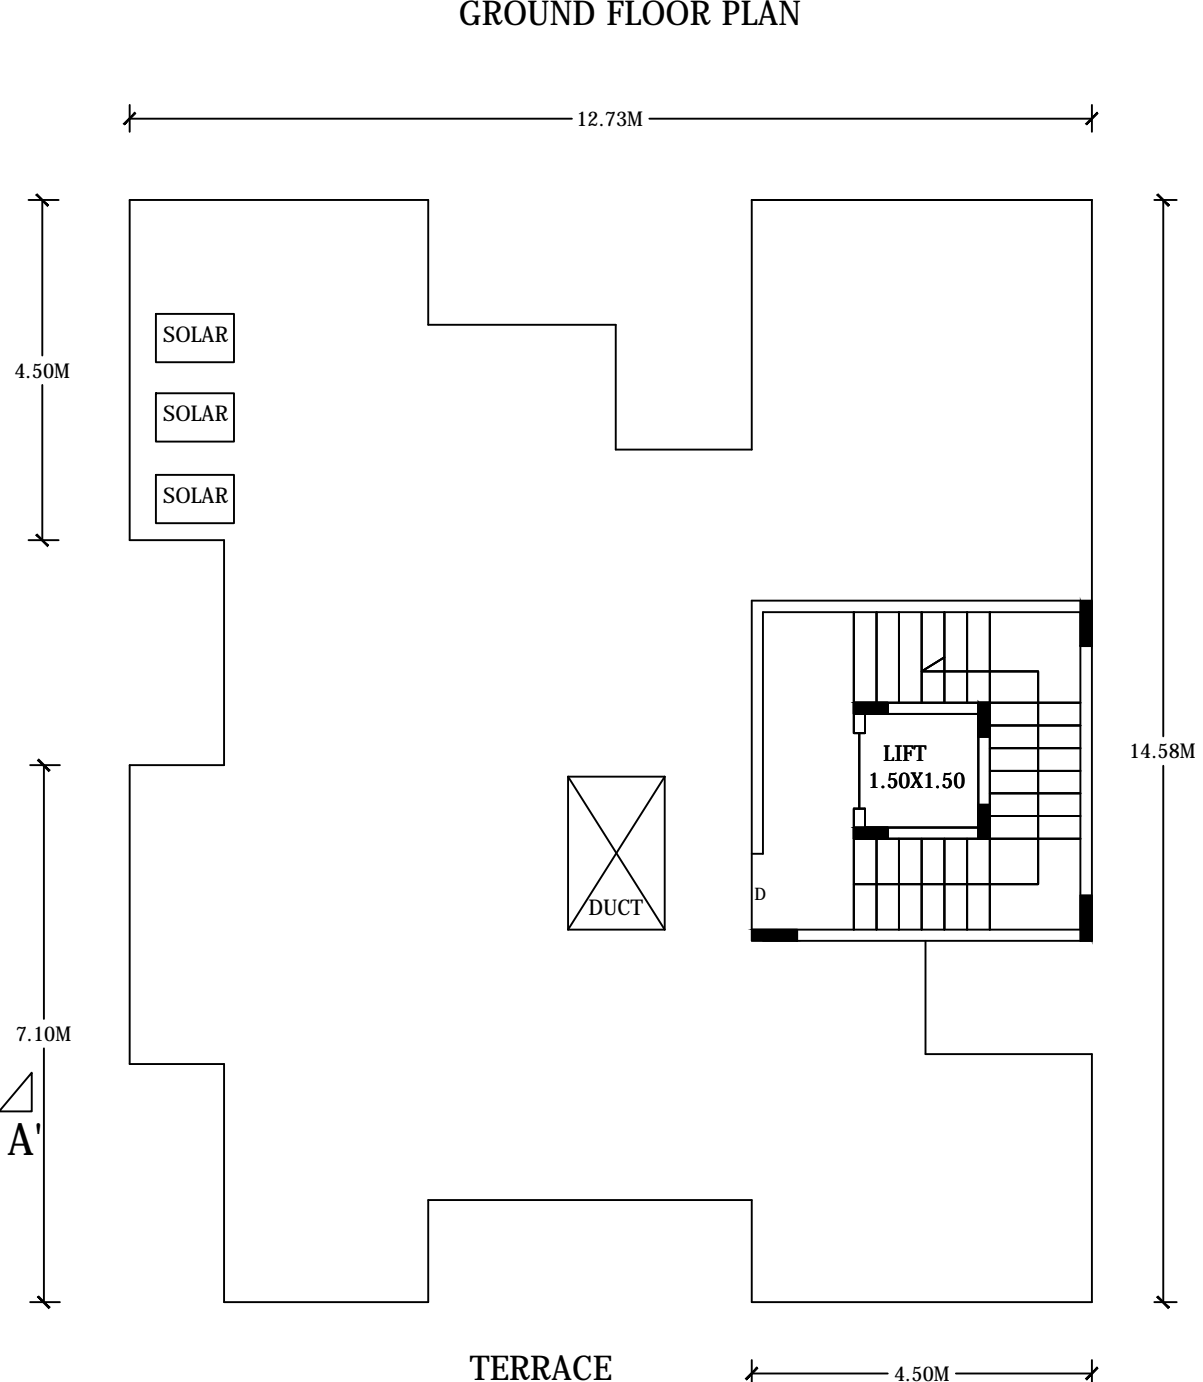 GROUND FLOOR PLAN
12.73M
SOLAR
4.50M
SOLAR
SOLAR
14.58M
LIFT
1.50X1.50
D
DUCT
7.10M
A'
TERRACE
4.50M